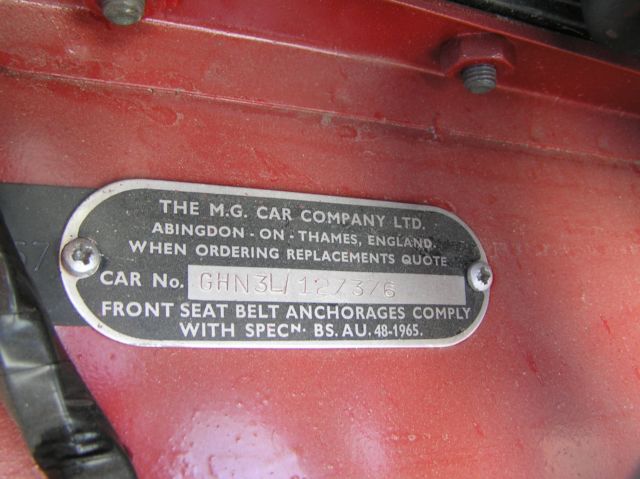 THE M.G. CAR COMPANY LTD.
ABINGDON - ON - THAMES, ENGLAND.
WHEN ORDERING REPLACEMENTS QUOTE
CAR No. GHN3L/127376
FRONT SEAT BELT ANCHORAGES COMPLY
WITH SPECN. BS. AU. 48-1965.